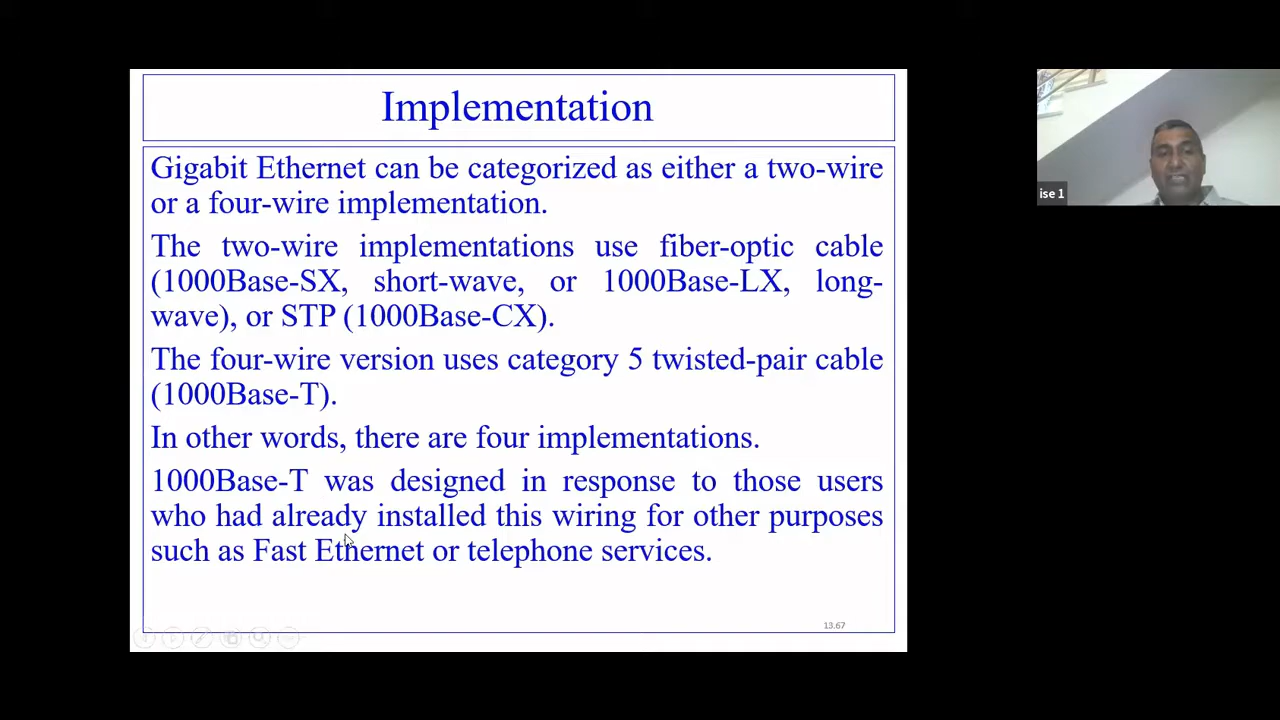 Implementation
Gigabit Ethernet can be categorized as either a two-wire
or a four-wire implementation.
The two-wire implementations use fiber-optic cable
(1000Base-SX, short-wave, or 1000Base-LX, long-
wave), or STP (1000Base-CX).
The four-wire version uses category 5 twisted-pair cable
(1000Base-T).
In other words, there are four implementations.
1000Base-T was designed in response to those users
who had already installed this wiring for other purposes
such as Fast Ethernet or telephone services.
13.67
ise 1